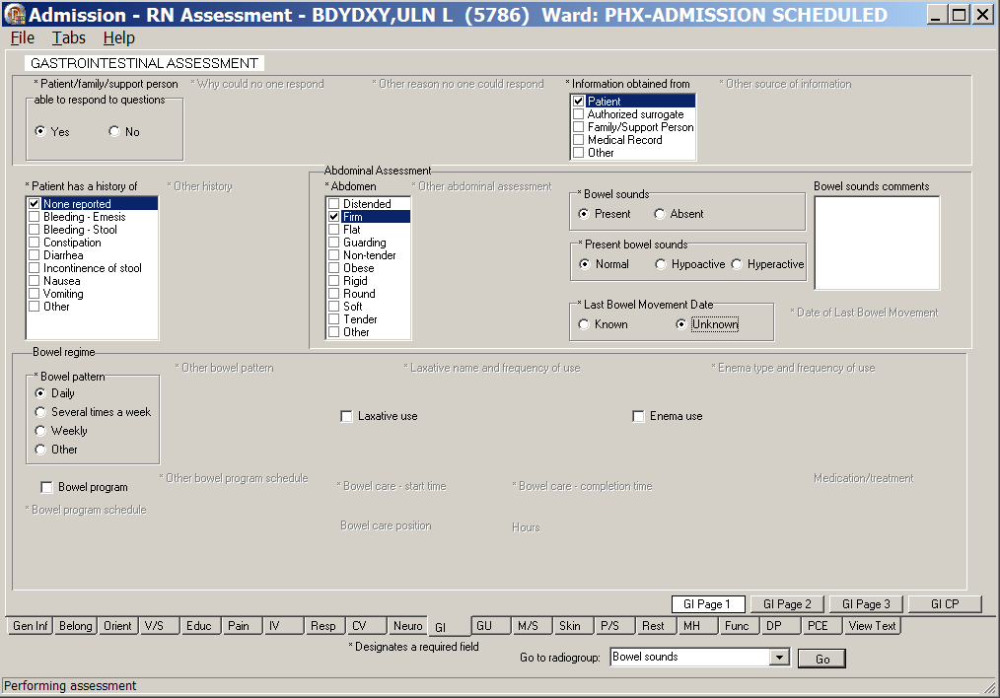 Admission - RN Assessment - BDYDXY,ULN L (5786) Ward: PHX-ADMISSION SCHEDULED
File Tabs Help
GASTROINTESTINAL ASSESSMENT
* Patient/family/support person able to respond to questions
Yes No
* Why could no one respond
* Other reason no one could respond
* Information obtained from
Patient
Authorized surrogate
Family/Support Person
Medical Record
Other
* Other source of information
* Patient has a history of
None reported
Bleeding - Emesis
Bleeding - Stool
Constipation
Diarrhea
Incontinence of stool
Nausea
Vomiting
Other
* Other history
Abdominal Assessment
* Abdomen
Distended
Firm
Flat
Guarding
Non-tender
Obese
Rigid
Round
Soft
Tender
Other
* Other abdominal assessment
* Bowel sounds
Present Absent
* Present bowel sounds
Normal Hypoactive Hyperactive
* Last Bowel Movement Date
Known Unknown
Bowel sounds comments
* Date of Last Bowel Movement
Bowel regime
* Bowel pattern
Daily
Several times a week
Weekly
Other
* Other bowel pattern
* Laxative name and frequency of use
* Enema type and frequency of use
Laxative use
Enema use
Bowel program
* Other bowel program schedule
* Bowel care - start time
* Bowel care - completion time
Medication/treatment
* Bowel program schedule
Bowel care position
Hours
GI Page 1 GI Page 2 GI Page 3 GI CP
Gen Inf Belong Orient V/S Educ Pain IV Resp CV Neuro GI GU M/S Skin P/S Rest MH Func DP PCE View Text
* Designates a required field
Go to radiogroup: Bowel sounds Go
Performing assessment